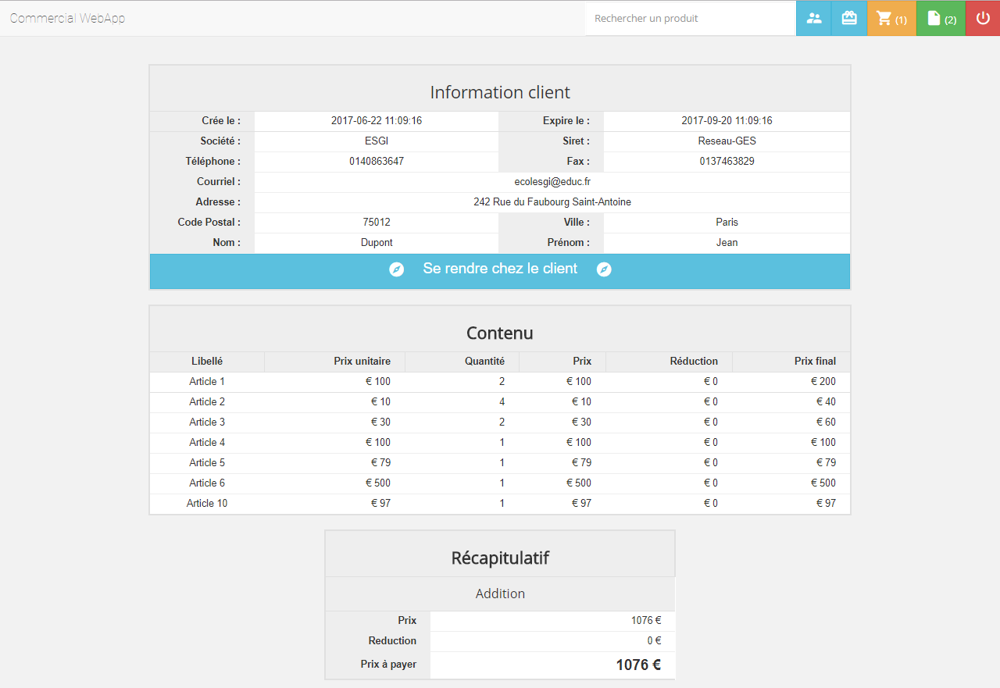 Commercial WebApp Rechercher un produit (1) (2)
Information client
Crée le : 2017-06-22 11:09:16 Expire le : 2017-09-20 11:09:16
Société : ESGI Siret : Reseau-GES
Téléphone : 0140863647 Fax : 0137463829
Courriel : ecolesgi@educ.fr
Adresse : 242 Rue du Faubourg Saint-Antoine
Code Postal : 75012 Ville : Paris
Nom : Dupont Prénom : Jean
Se rendre chez le client
Contenu
Libellé Prix unitaire Quantité Prix Réduction Prix final
Article 1 € 100 2 € 100 € 0 € 200
Article 2 € 10 4 € 10 € 0 € 40
Article 3 € 30 2 € 30 € 0 € 60
Article 4 € 100 1 € 100 € 0 € 100
Article 5 € 79 1 € 79 € 0 € 79
Article 6 € 500 1 € 500 € 0 € 500
Article 10 € 97 1 € 97 € 0 € 97
Récapitulatif
Addition
Prix 1076 €
Reduction 0 €
Prix à payer 1076 €